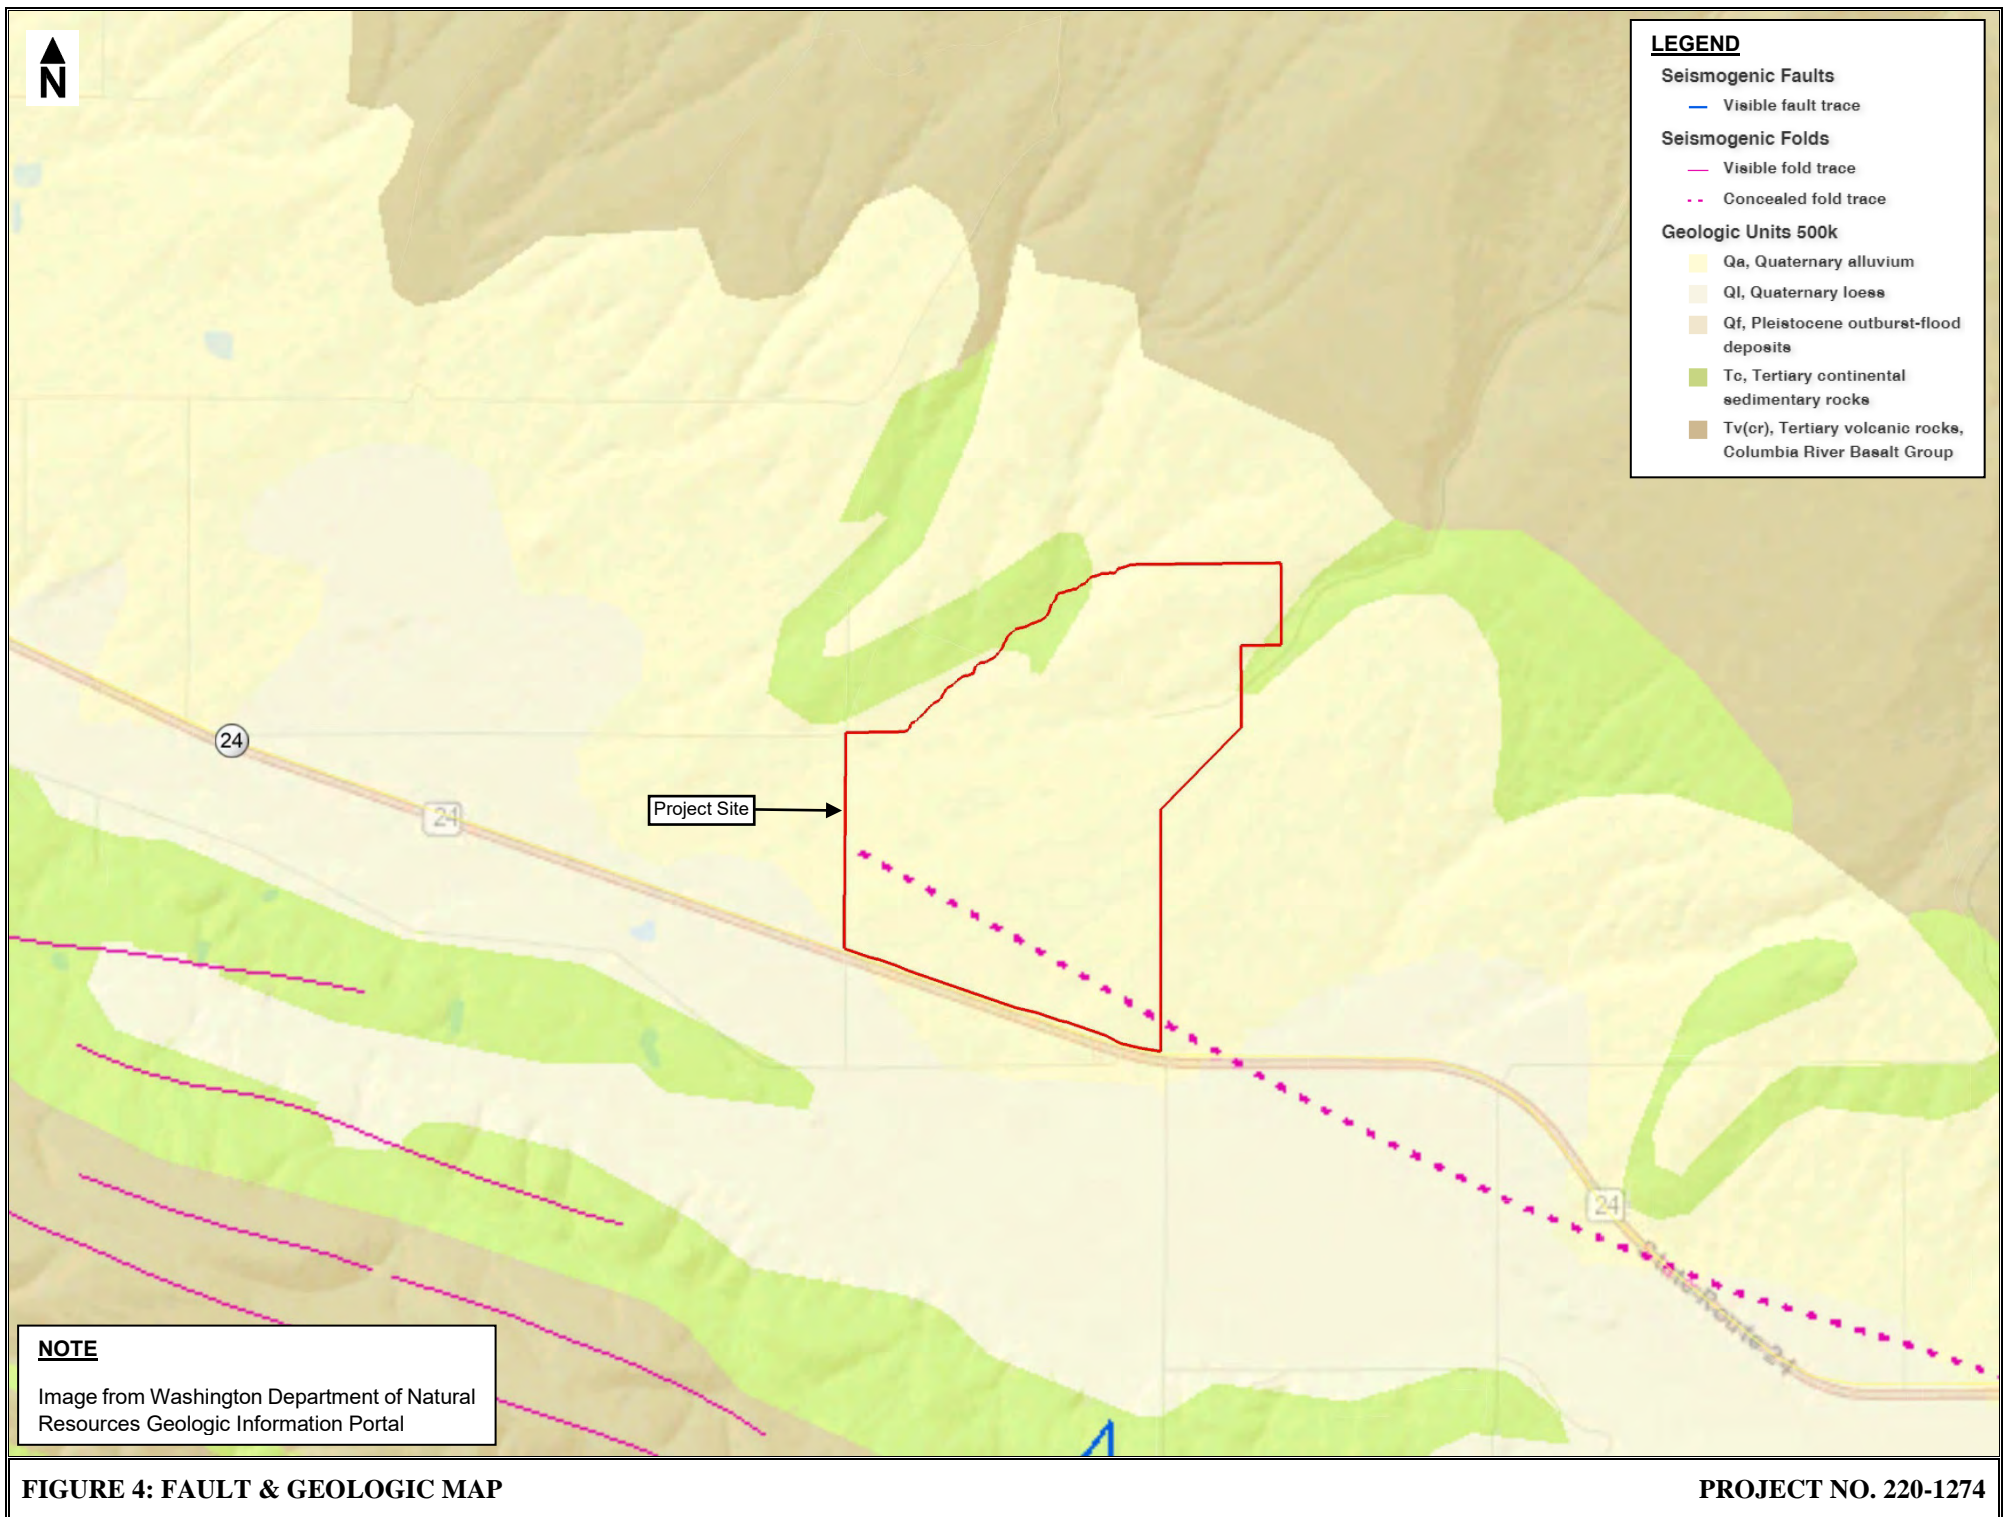 N
LEGEND
Seismogenic Faults
Visible fault trace
Seismogenic Folds
Visible fold trace
Concealed fold trace
Geologic Units 500k
Qa, Quaternary alluvium
Ql, Quaternary loess
Qf, Pleistocene outburst-flood
deposits
Tc, Tertiary continental
sedimentary rocks
Tv(cr), Tertiary volcanic rocks,
Columbia River Basalt Group
24
24
Project Site
24
State Route 24
NOTE
Image from Washington Department of Natural
Resources Geologic Information Portal
FIGURE 4: FAULT & GEOLOGIC MAP
PROJECT NO. 220-1274